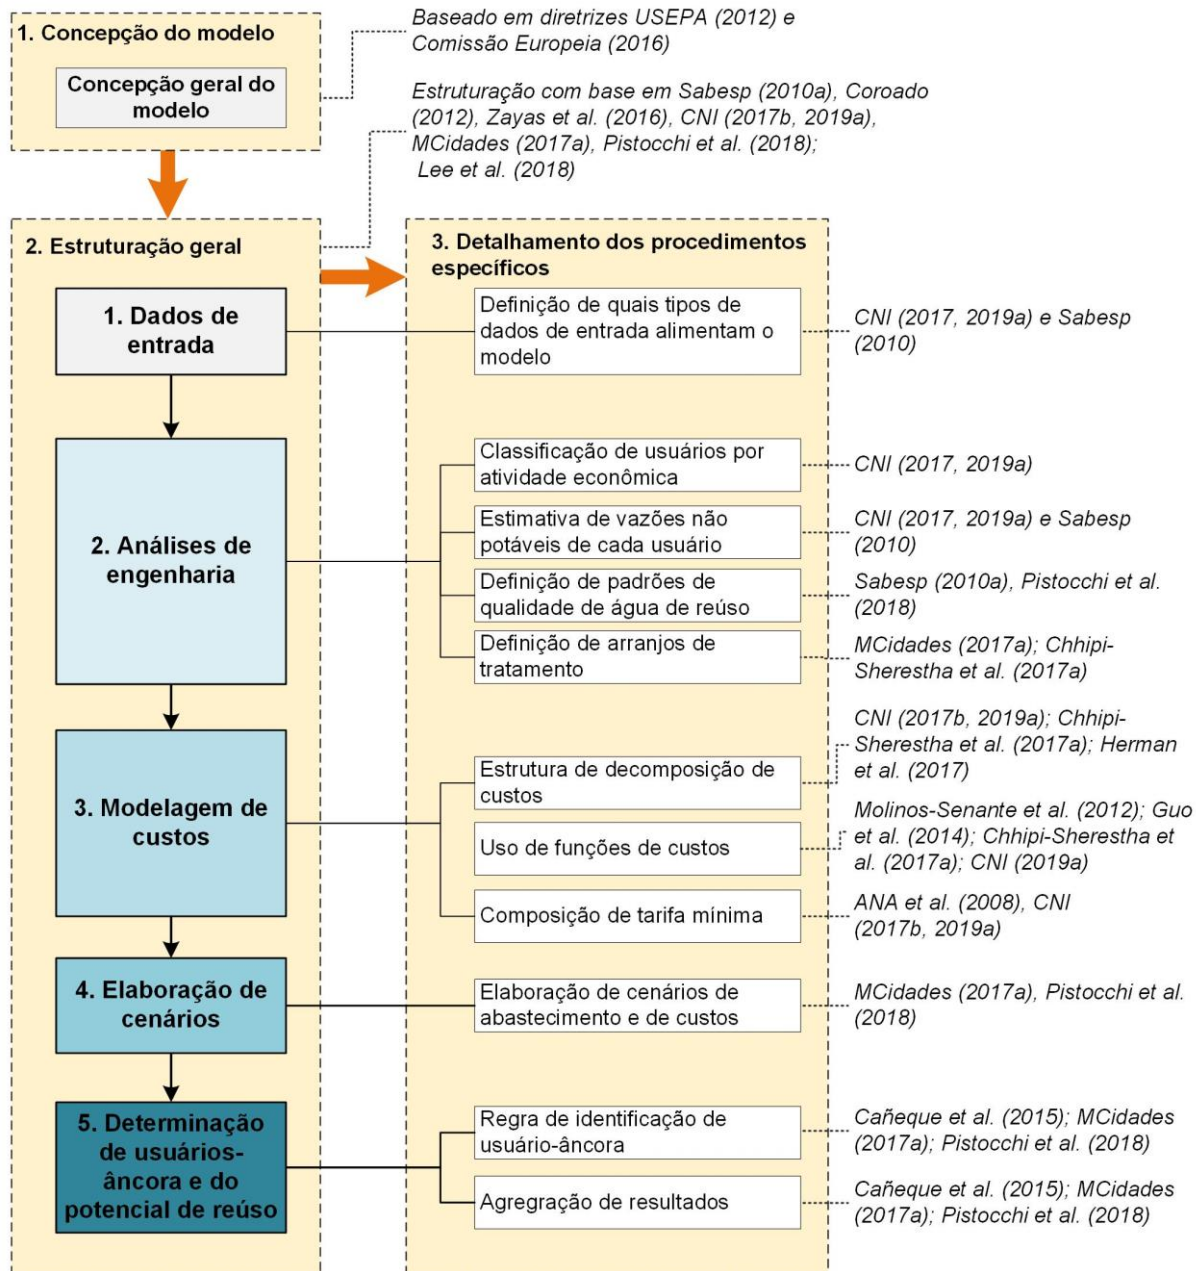 1. Concepção do modelo
Concepção geral do
modelo
Baseado em diretrizes USEPA (2012) e
Comissão Europeia (2016)
Estruturação com base em Sabesp (2010a), Coroado
(2012), Zayas et al. (2016), CNI (2017b, 2019a),
MCidades (2017a), Pistocchi et al. (2018);
Lee et al. (2018)
2. Estruturação geral
3. Detalhamento dos procedimentos
específicos
1. Dados de
entrada
Definição de quais tipos de
dados de entrada alimentam o
modelo
CNI (2017, 2019a) e Sabesp
(2010)
2. Análises de
engenharia
Classificação de usuários por
atividade econômica
CNI (2017, 2019a)
Estimativa de vazões não
potáveis de cada usuário
CNI (2017, 2019a) e Sabesp
(2010)
Definição de padrões de
qualidade de água de reúso
Sabesp (2010a), Pistocchi et al.
(2018)
Definição de arranjos de
tratamento
MCidades (2017a); Chhipi-
Sherestha et al. (2017a)
3. Modelagem de
custos
Estrutura de decomposição de
custos
CNI (2017b, 2019a); Chhipi-
Sherestha et al. (2017a); Herman
et al. (2017)
Uso de funções de custos
Molinos-Senante et al. (2012); Guo
et al. (2014); Chhipi-Sherestha et
al. (2017a); CNI (2019a)
Composição de tarifa mínima
ANA et al. (2008), CNI
(2017b, 2019a)
4. Elaboração de
cenários
Elaboração de cenários de
abastecimento e de custos
MCidades (2017a), Pistocchi et al.
(2018)
5. Determinação
de usuários-
âncora e do
potencial de reúso
Regra de identificação de
usuário-âncora
Cañeque et al. (2015); MCidades
(2017a); Pistocchi et al. (2018)
Agregração de resultados
Cañeque et al. (2015); MCidades
(2017a); Pistocchi et al. (2018)